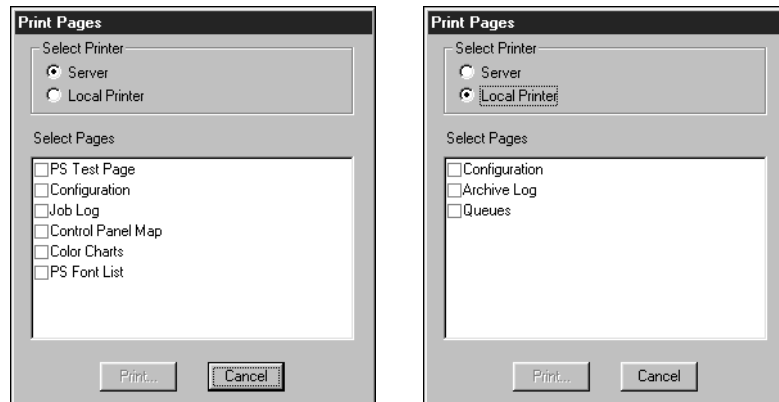 Print Pages
Select Printer
Server
Local Printer
Select Pages
PS Test Page
Configuration
Job Log
Control Panel Map
Color Charts
PS Font List
Print...
Cancel
Print Pages
Select Printer
Server
Local Printer
Select Pages
Configuration
Archive Log
Queues
Print...
Cancel